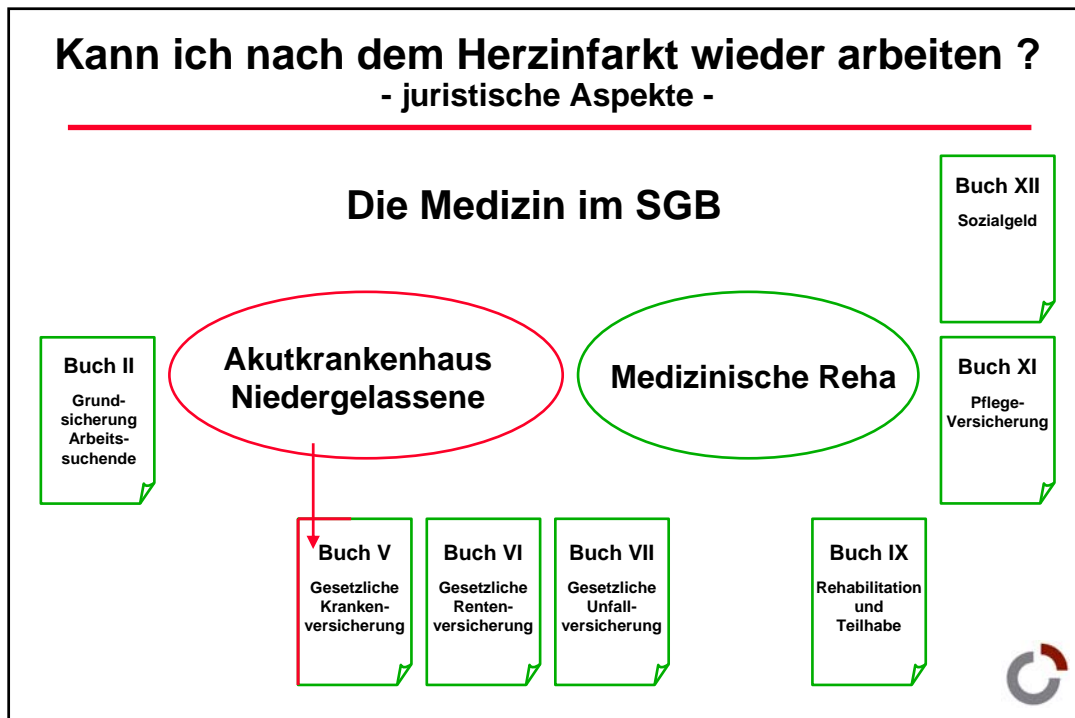 Kann ich nach dem Herzinfarkt wieder arbeiten ?
- juristische Aspekte -
Die Medizin im SGB
Buch XII
Sozialgeld
Akutkrankenhaus
Niedergelassene
Medizinische Reha
Buch II
Grund-
sicherung
Arbeits-
suchende
Buch XI
Pflege-
Versicherung
Buch V
Gesetzliche
Kranken-
versicherung
Buch VI
Gesetzliche
Renten-
versicherung
Buch VII
Gesetzliche
Unfall-
versicherung
Buch IX
Rehabilitation
und
Teilhabe